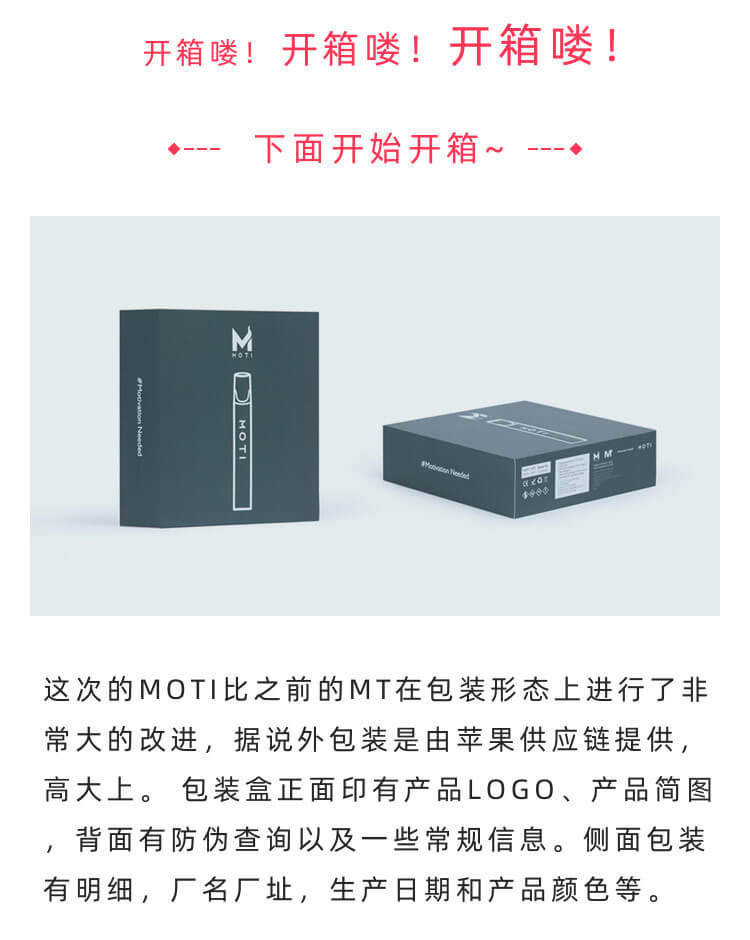 开箱喽！开箱喽！开箱喽！
下面开始开箱~
M
MOTI
#Motivation Needed
MOTI
MOTI
#Motivation Needed
MOTI
这次的MOTI比之前的MT在包装形态上进行了非
常大的改进，据说外包装是由苹果供应链提供，
高大上。 包装盒正面印有产品LOGO、产品简图
，背面有防伪查询以及一些常规信息。侧面包装
有明细，厂名厂址，生产日期和产品颜色等。